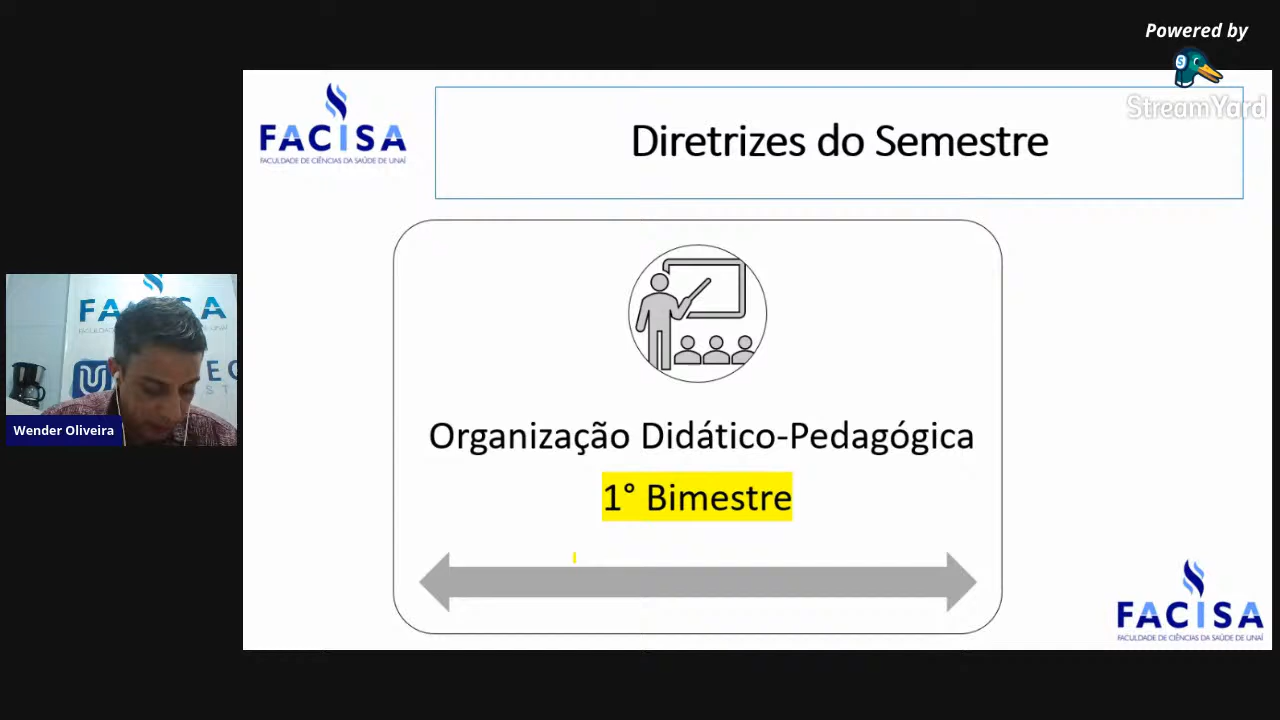 Powered by
StreamYard
FACISA
FACULDADE DE CIÊNCIAS DA SAÚDE DE UNAÍ
Diretrizes do Semestre
Organização Didático-Pedagógica
1° Bimestre
Wender Oliveira
FACISA
FACULDADE DE CIÊNCIAS DA SAÚDE DE UNAÍ